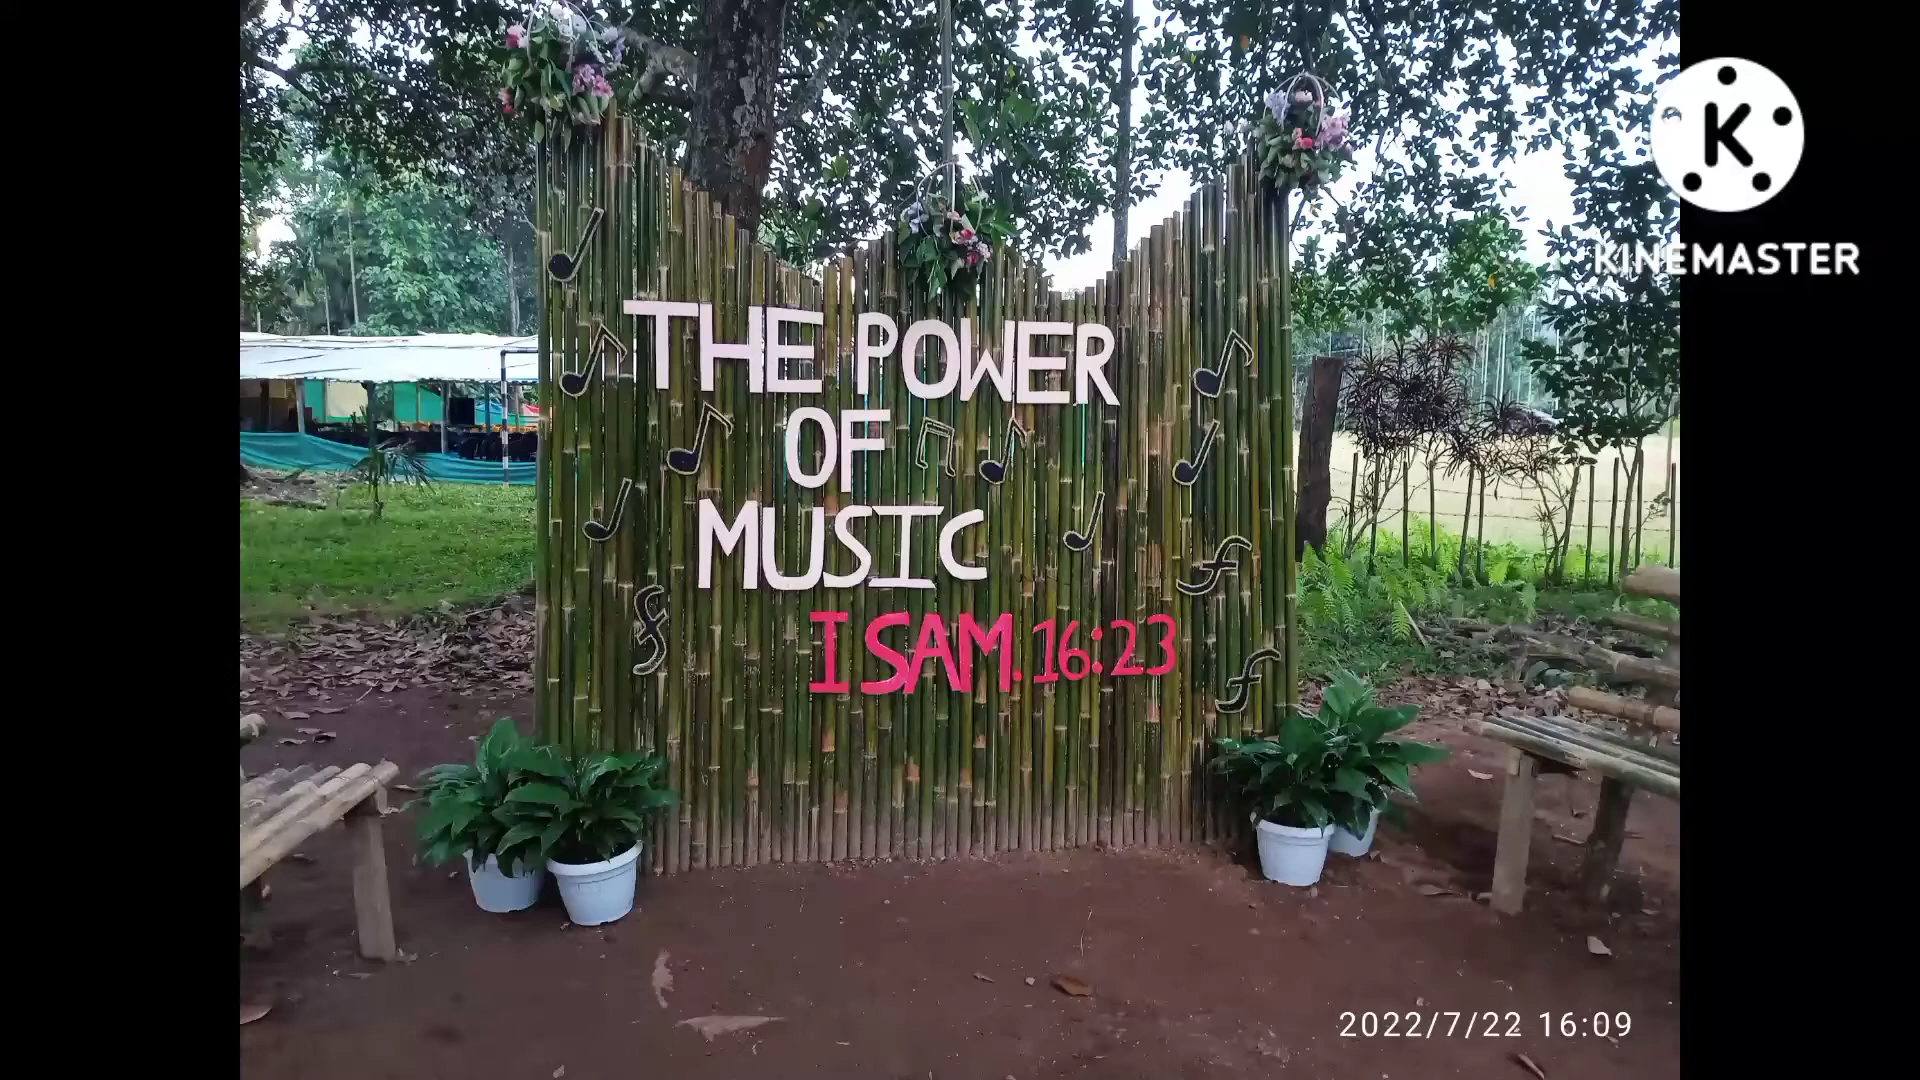 K
KINEMASTER
THE POWER
OF
MUSIC
I SAM. 16:23
2022/7/22 16:09